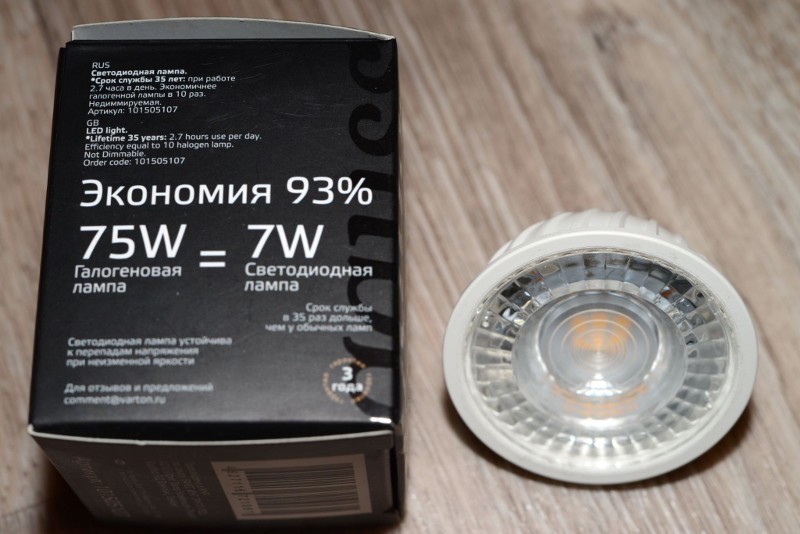 RUS
Светодиодная лампа.
*Срок службы 35 лет: при работе
2.7 часа в день. Экономичнее
галогенной лампы в 10 раз.
Недиммируемая.
Артикул: 101505107
GB
LED light.
*Lifetime 35 years: 2.7 hours use per day.
Efficiency equal to 10 halogen lamp.
Not Dimmable.
Order code: 101505107
Экономия 93%
75W = 7W
Галогеновая Светодиодная
лампа лампа
Срок службы
в 35 раз дольше,
чем у обычных ламп
Светодиодная лампа устойчива
к перепадам напряжения
при неизменной яркости
3
года
Для отзывов и предложений
comment@varton.ru